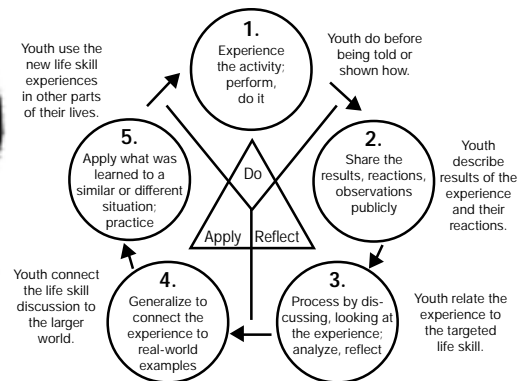 1.
Experience
the activity;
perform,
do it
Youth do before
being told or
shown how.
2.
Share the
results, reactions,
observations
publicly
Youth
describe
results of the
experience
and their
reactions.
3.
Process by dis-
cussing, looking at
the experience;
analyze, reflect
Youth relate the
experience to
the targeted
life skill.
4.
Generalize to
connect the
experience to
real-world
examples
Youth connect
the life skill
discussion to
the larger
world.
5.
Apply what was
learned to a
similar or different
situation;
practice
Youth use the
new life skill
experiences
in other parts
of their lives.
Do
Apply Reflect